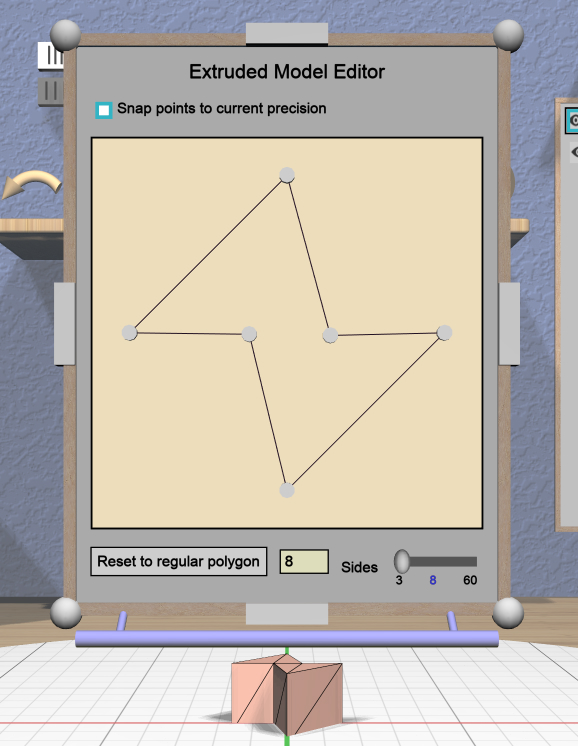 Extruded Model Editor
Snap points to current precision
Reset to regular polygon
8
Sides
3 8 60